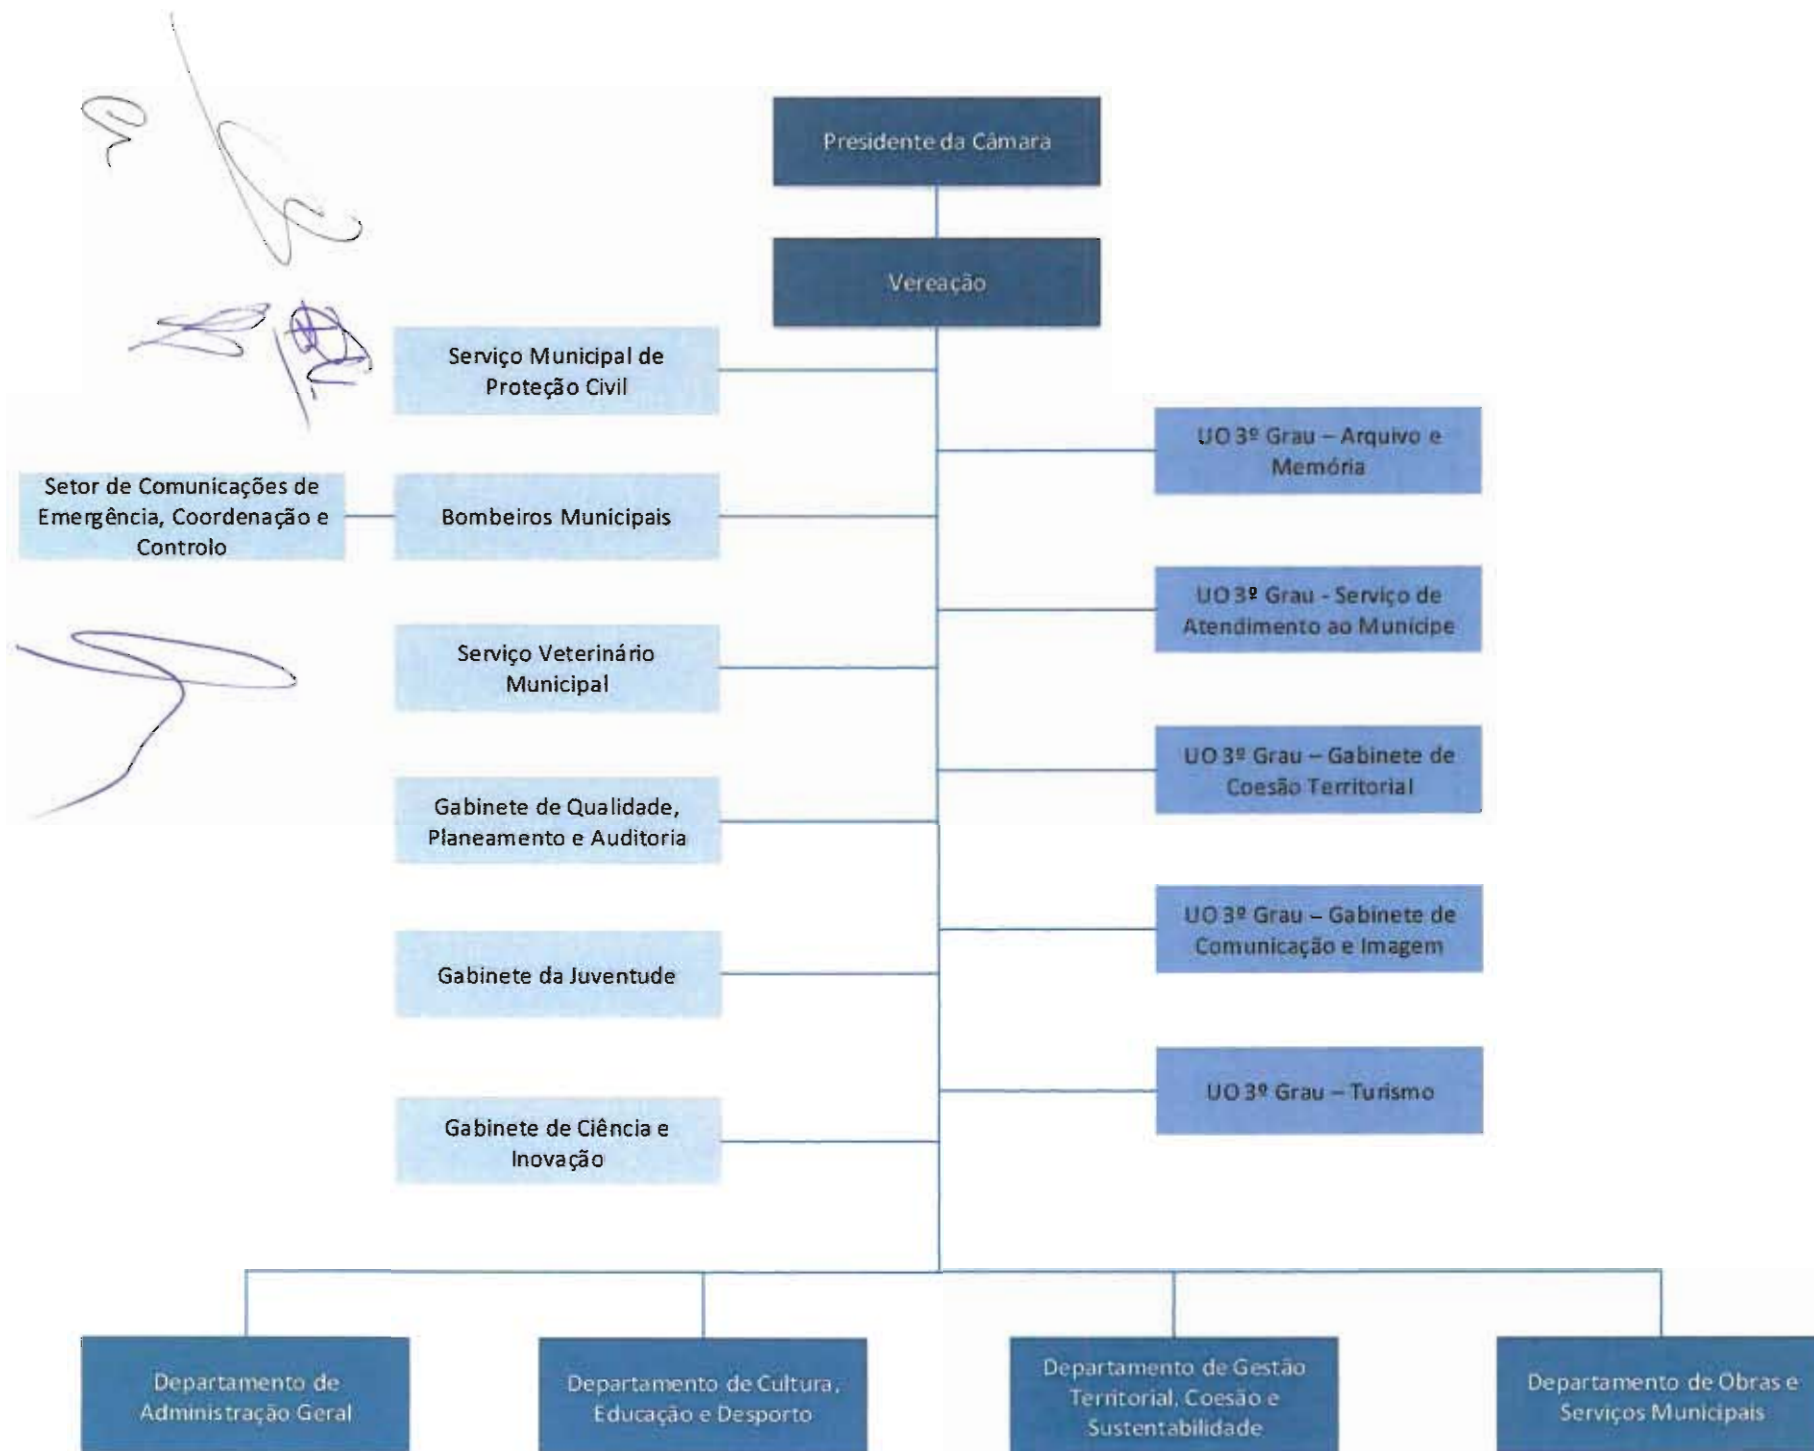 Presidente da Câmara
Vereação
Serviço Municipal de
Proteção Civil
UO 3º Grau – Arquivo e
Memória
Setor de Comunicações de
Emergência, Coordenação e
Controlo
Bombeiros Municipais
UO 3º Grau - Serviço de
Atendimento ao Munícipe
Serviço Veterinário
Municipal
UO 3º Grau – Gabinete de
Coesão Territorial
Gabinete de Qualidade,
Planeamento e Auditoria
UO 3º Grau – Gabinete de
Comunicação e Imagem
Gabinete da Juventude
UO 3º Grau – Turismo
Gabinete de Ciência e
Inovação
Departamento de
Administração Geral
Departamento de Cultura,
Educação e Desporto
Departamento de Gestão
Territorial, Coesão e
Sustentabilidade
Departamento de Obras e
Serviços Municipais